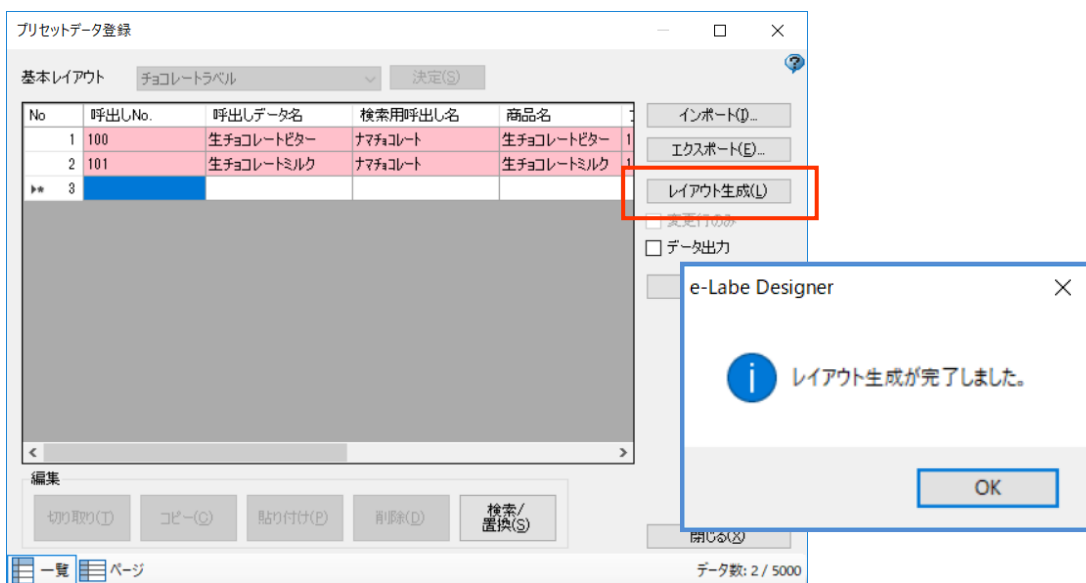 プリセットデータ登録
基本レイアウト チョコレートラベル 決定(S)
No 呼出しNo. 呼出しデータ名 検索用呼出し名 商品名
1 100 生チョコレートビター ナマチョコレート 生チョコレートビター 1
2 101 生チョコレートミルク ナマチョコレート 生チョコレートミルク 1
3
インポート(I)...
エクスポート(E)...
レイアウト生成(L)
変更行のみ
データ出力
e-Labe Designer
レイアウト生成が完了しました。
OK
編集
切り取り(T) コピー(C) 貼り付け(P) 削除(D) 検索/
置換(S)
閉じる(X)
一覧 ページ データ数: 2 / 5000